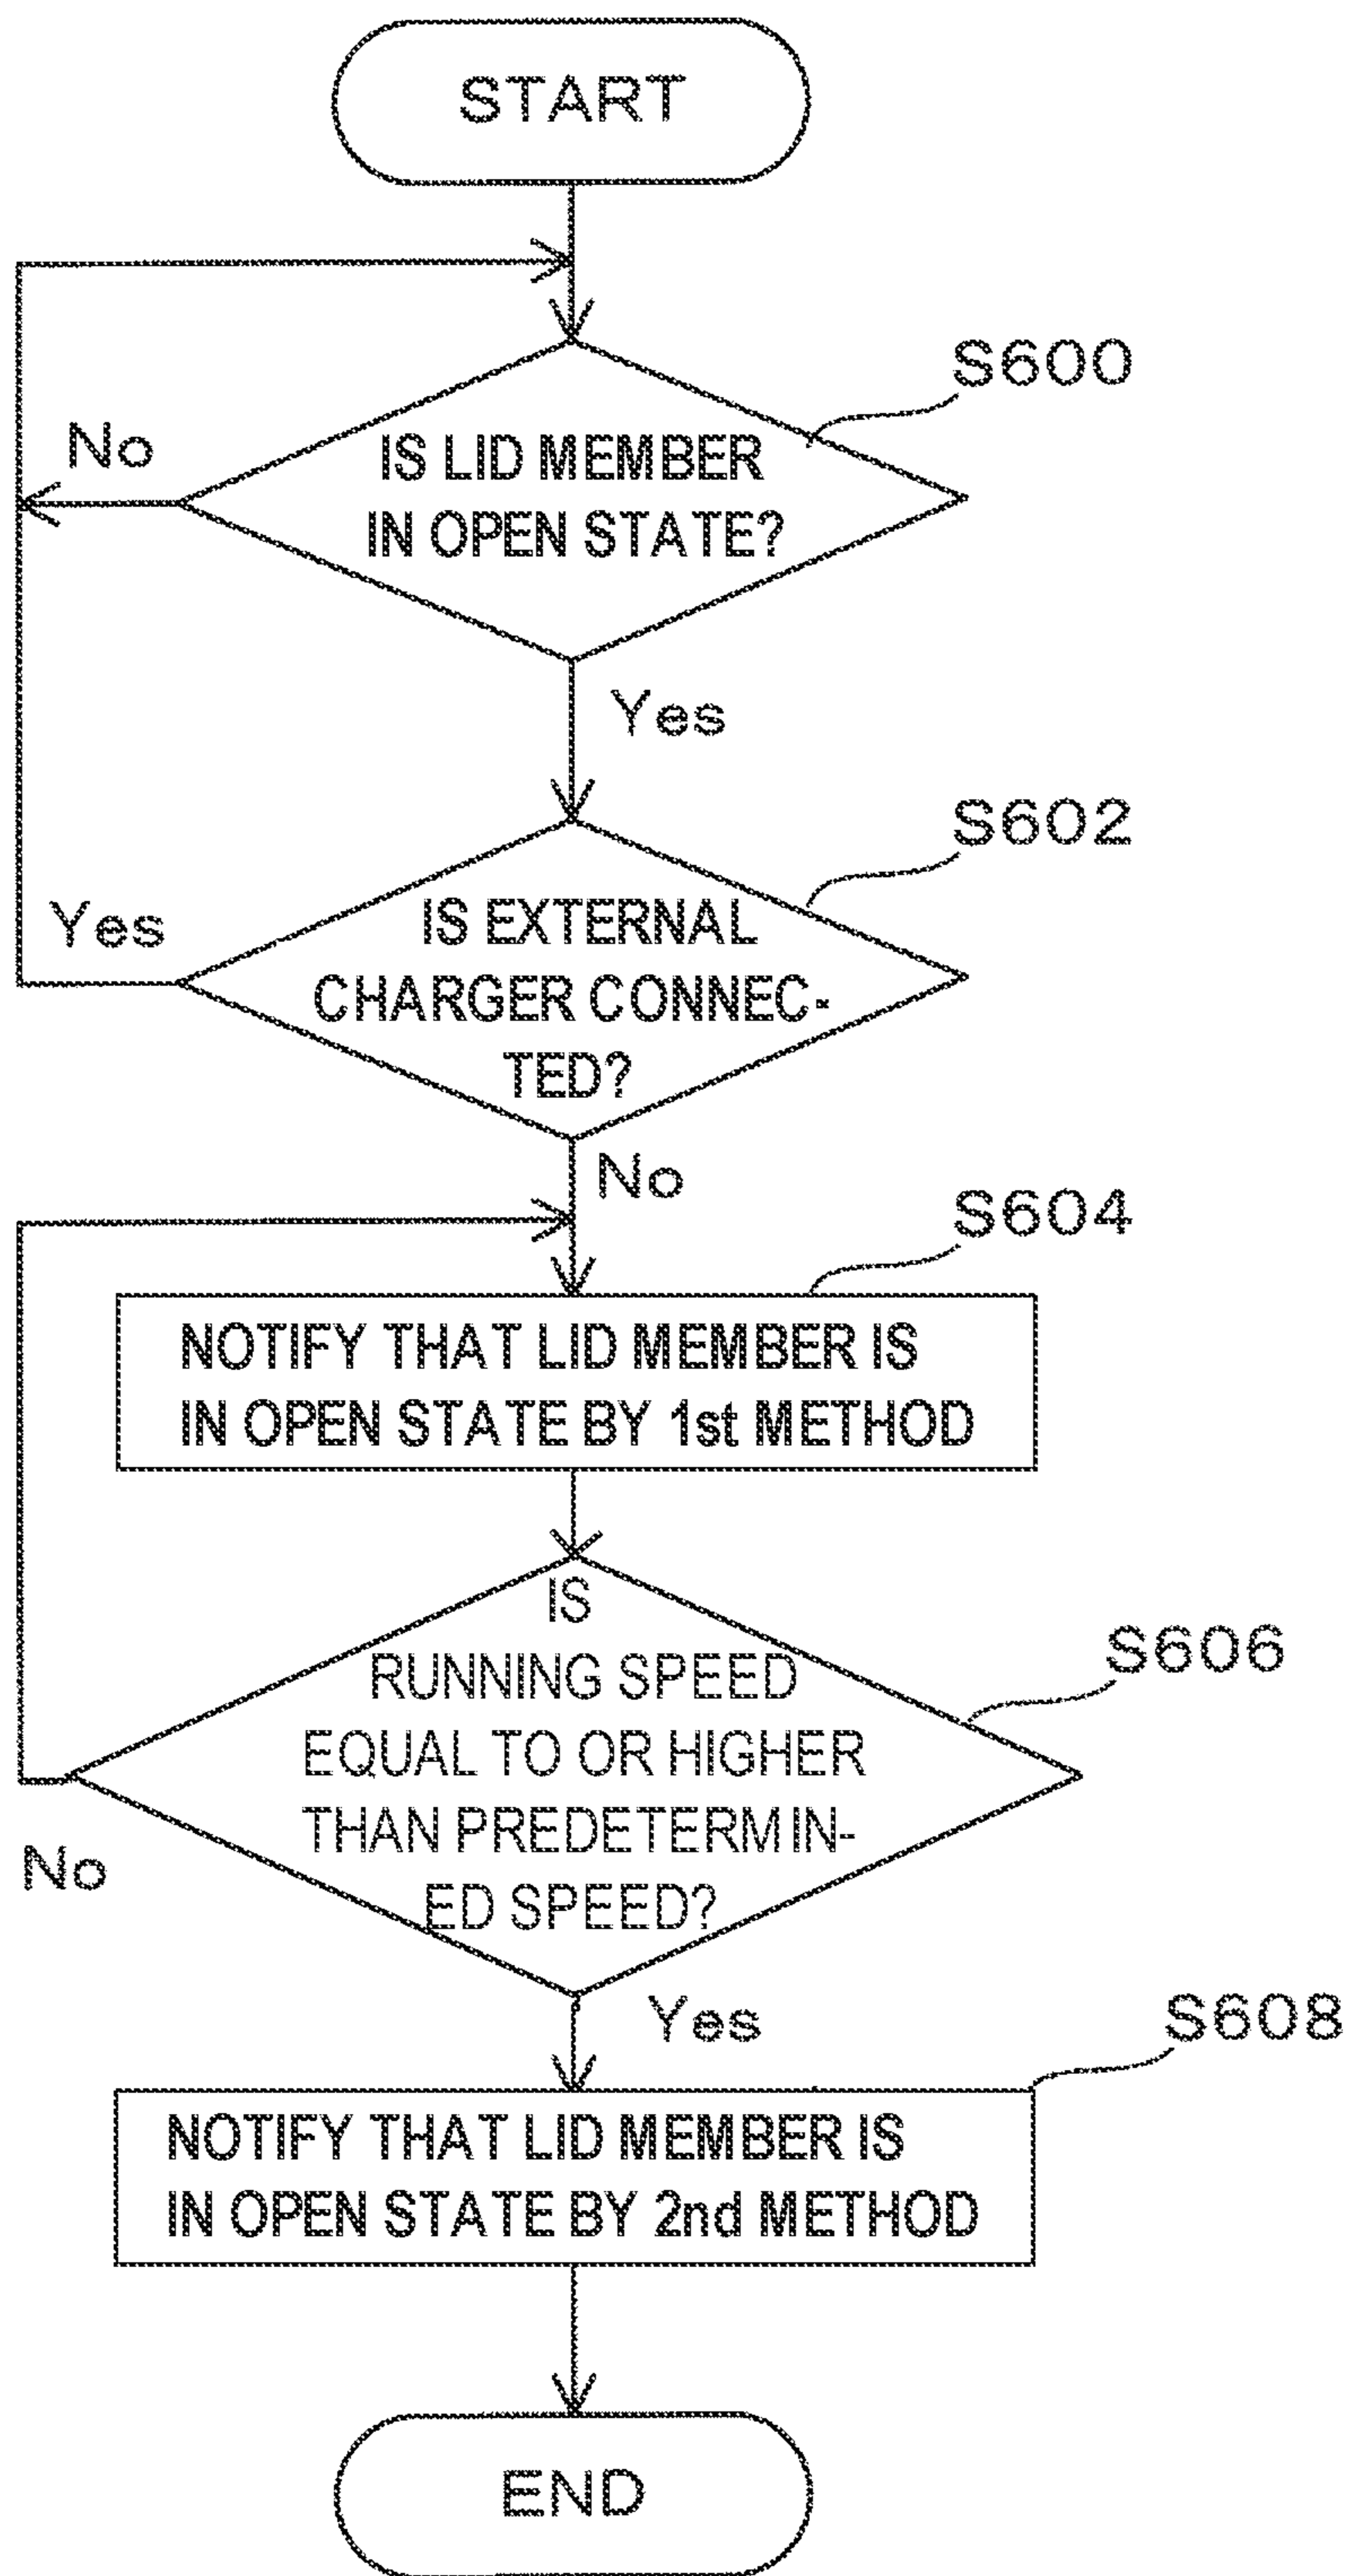 START
S600
No
IS LID MEMBER
IN OPEN STATE?
Yes
S602
Yes
IS EXTERNAL
CHARGER CONNEC-
TED?
No
S604
NOTIFY THAT LID MEMBER IS
IN OPEN STATE BY 1st METHOD
IS
RUNNING SPEED
EQUAL TO OR HIGHER
THAN PREDETERMIN-
ED SPEED?
S606
No
Yes
S608
NOTIFY THAT LID MEMBER IS
IN OPEN STATE BY 2nd METHOD
END